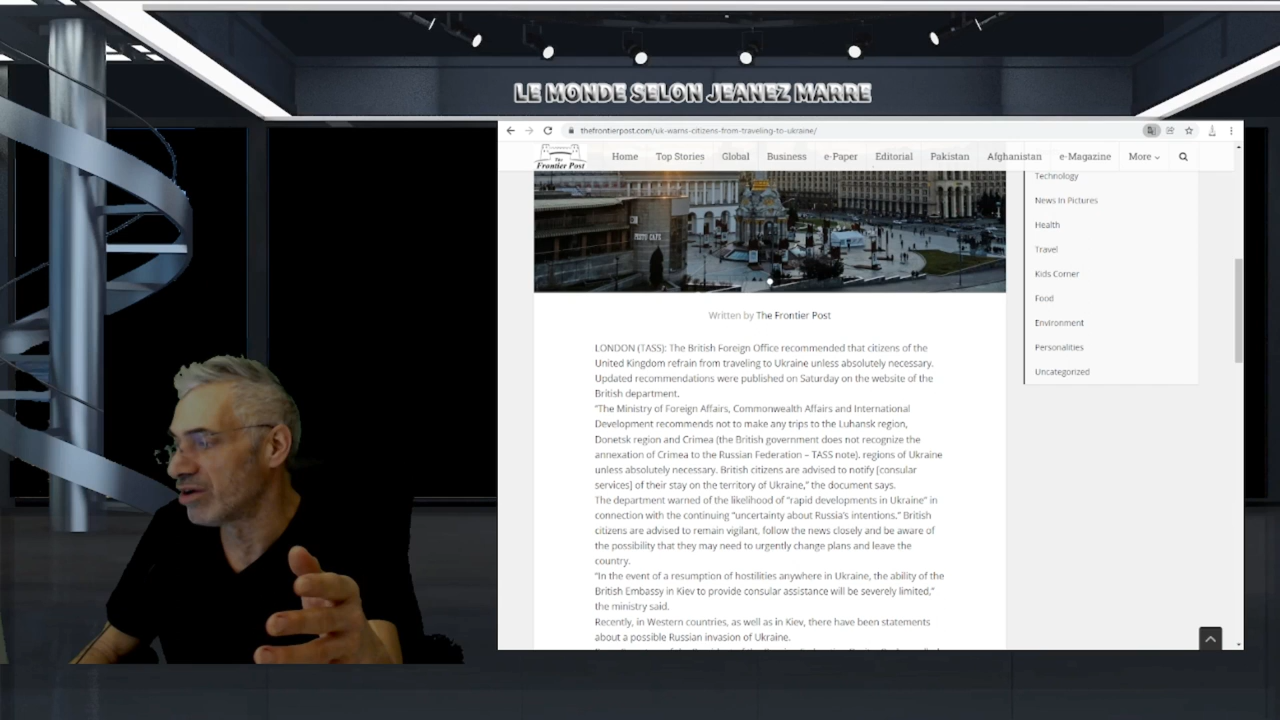 LE MONDE SELON JEANEZ MARRE
thefrontierpost.com/uk-warns-citizens-from-traveling-to-ukraine/
The
Frontier Post
Home Top Stories Global Business e-Paper Editorial Pakistan Afghanistan e-Magazine More
Technology
News In Pictures
Health
Travel
Kids Corner
Food
Environment
Personalities
Uncategorized
Written by The Frontier Post
LONDON (TASS): The British Foreign Office recommended that citizens of the
United Kingdom refrain from traveling to Ukraine unless absolutely necessary.
Updated recommendations were published on Saturday on the website of the
British department.
“The Ministry of Foreign Affairs, Commonwealth Affairs and International
Development recommends not to make any trips to the Luhansk region,
Donetsk region and Crimea (the British government does not recognize the
annexation of Crimea to the Russian Federation – TASS note). regions of Ukraine
unless absolutely necessary. British citizens are advised to notify [consular
services] of their stay on the territory of Ukraine,” the document says.
The department warned of the likelihood of “rapid developments in Ukraine” in
connection with the continuing “uncertainty about Russia’s intentions.” British
citizens are advised to remain vigilant, follow the news closely and be aware of
the possibility that they may need to urgently change plans and leave the
country.
“In the event of a resumption of hostilities anywhere in Ukraine, the ability of the
British Embassy in Kiev to provide consular assistance will be severely limited,”
the ministry said.
Recently, in Western countries, as well as in Kiev, there have been statements
about a possible Russian invasion of Ukraine.